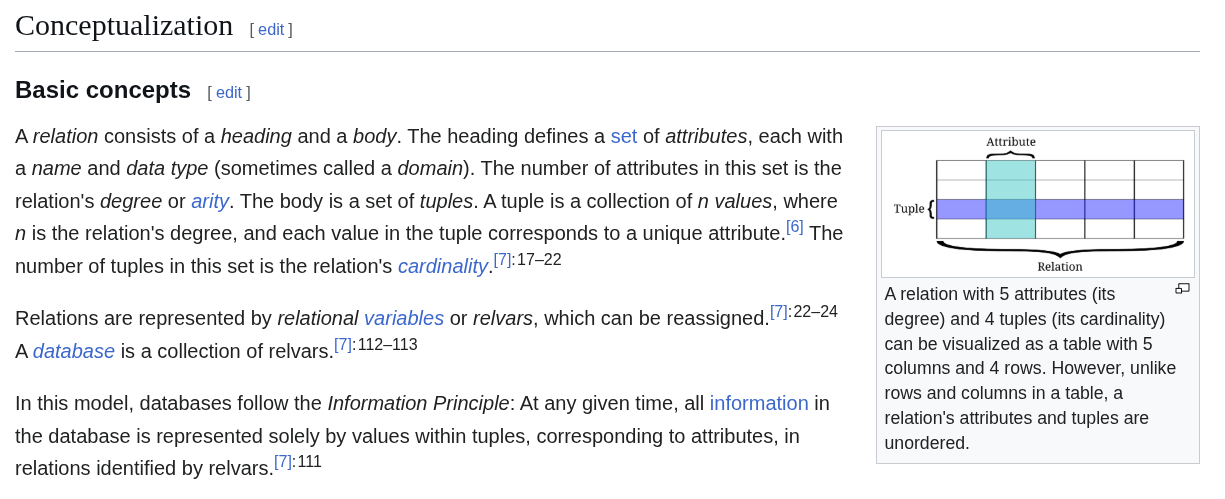 Conceptualization [ edit ]
Basic concepts [ edit ]
A relation consists of a heading and a body. The heading defines a set of attributes, each with
a name and data type (sometimes called a domain). The number of attributes in this set is the
relation's degree or arity. The body is a set of tuples. A tuple is a collection of n values, where
n is the relation's degree, and each value in the tuple corresponds to a unique attribute.[6] The
number of tuples in this set is the relation's cardinality.[7]:17–22
Relations are represented by relational variables or relvars, which can be reassigned.[7]:22–24
A database is a collection of relvars.[7]:112–113
In this model, databases follow the Information Principle: At any given time, all information in
the database is represented solely by values within tuples, corresponding to attributes, in
relations identified by relvars.[7]:111
Attribute
Tuple
Relation
A relation with 5 attributes (its
degree) and 4 tuples (its cardinality)
can be visualized as a table with 5
columns and 4 rows. However, unlike
rows and columns in a table, a
relation's attributes and tuples are
unordered.